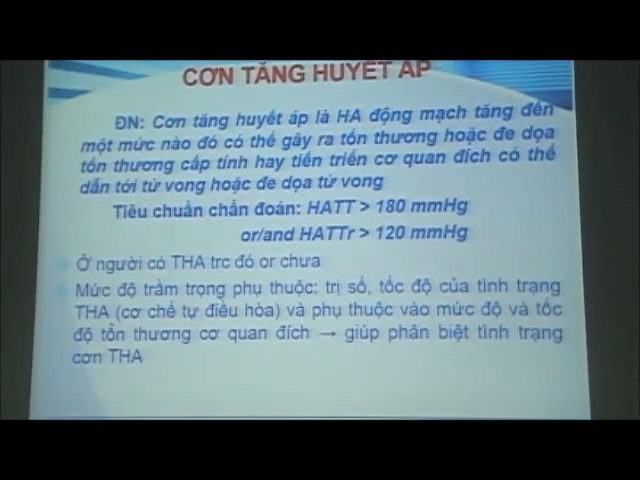 CƠN TĂNG HUYẾT ÁP
ĐN: Cơn tăng huyết áp là HA động mạch tăng đến
một mức nào đó có thể gây ra tổn thương hoặc đe dọa
tổn thương cấp tính hay tiến triển cơ quan đích có thể
dẫn tới tử vong hoặc đe dọa tử vong
Tiêu chuẩn chẩn đoán: HATT > 180 mmHg
or/and HATTr > 120 mmHg
Ở người có THA trc đó or chưa
Mức độ trầm trọng phụ thuộc: trị số, tốc độ của tình trạng
THA (cơ chế tự điều hòa) và phụ thuộc vào mức độ và tốc
độ tổn thương cơ quan đích → giúp phân biệt tình trạng
cơn THA